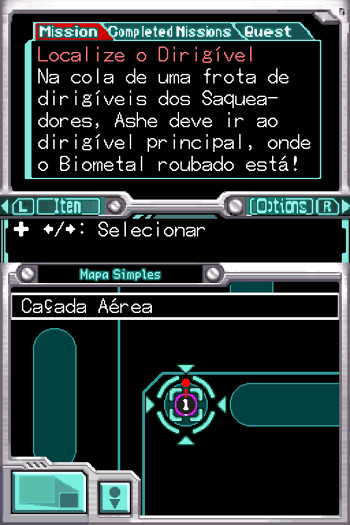 Mission Completed Missions Quest
Localize o Dirigível
Na cola de uma frota de
dirigíveis dos Saquea-
dores, Ashe deve ir ao
dirigível principal, onde
o Biometal roubado está!
L Iten Options R
←/→: Selecionar
Mapa Simples
Caçada Aérea
1